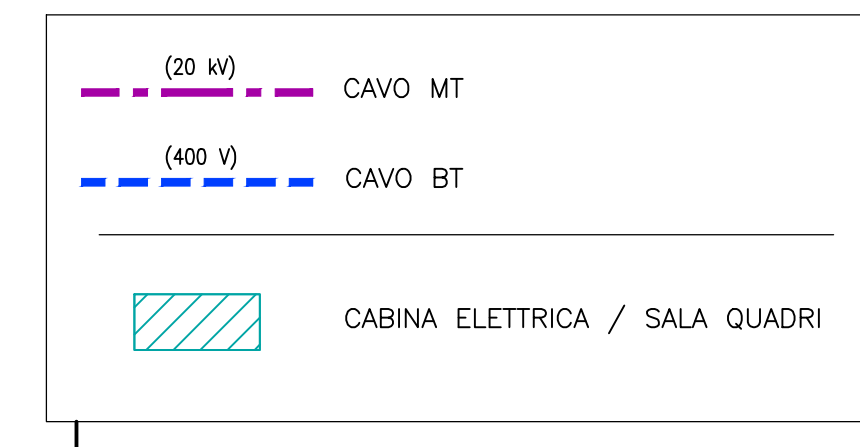 (20 kV)
CAVO MT
(400 V)
CAVO BT
CABINA ELETTRICA / SALA QUADRI